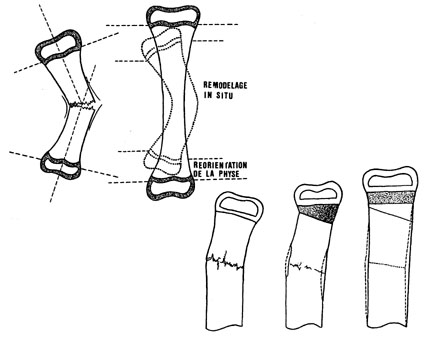 REMODELAGE
IN SITU
REORIENTATION
DE LA PHYSE